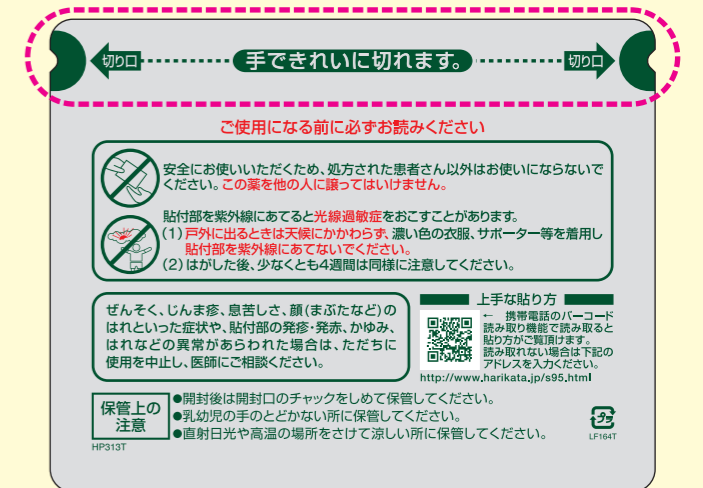 切り口 手できれいに切れます。 切り口
ご使用になる前に必ずお読みください
安全にお使いいただくため、処方された患者さん以外はお使いにならないで
ください。この薬を他の人に譲ってはいけません。
貼付部を紫外線にあてると光線過敏症をおこすことがあります。
(1)戸外に出るときは天候にかかわらず、濃い色の衣服、サポーター等を着用し
貼付部を紫外線にあてないでください。
(2)はがした後、少なくとも4週間は同様に注意してください。
ぜんそく、じんま疹、息苦しさ、顔(まぶたなど)の
はれといった症状や、貼付部の発疹・発赤、かゆみ、
はれなどの異常があらわれた場合は、ただちに
使用を中止し、医師にご相談ください。
上手な貼り方
← 携帯電話のバーコード
読み取り機能で読み取ると
貼り方がご覧頂けます。
読み取れない場合は下記の
アドレスを入力ください。
http://www.harikata.jp/s95.html
保管上の
注意
●開封後は開封口のチャックをしめて保管してください。
●乳幼児の手のとどかない所に保管してください。
●直射日光や高温の場所をさけて涼しい所に保管してください。
HP313T
プラ
LF164T